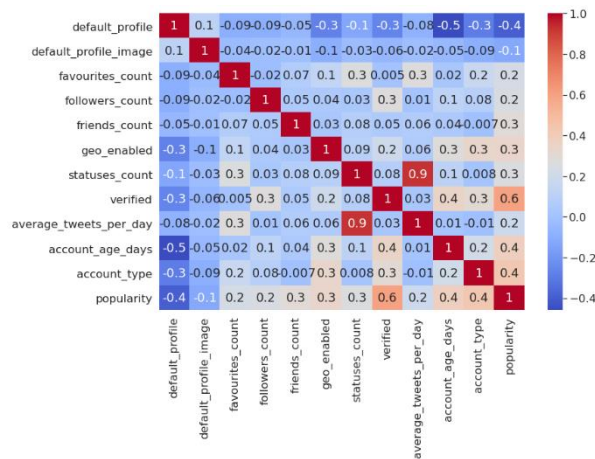 1.0
default_profile 1 0.1 -0.09 -0.09 -0.05 -0.3 -0.1 -0.3 -0.08 -0.5 -0.3 -0.4
default_profile_image 0.1 1 -0.04 -0.02 -0.01 -0.1 -0.03 -0.06 -0.02 -0.05 -0.09 -0.1
0.8
favourites_count -0.09 -0.04 1 -0.02 0.07 0.1 0.3 0.005 0.3 0.02 0.2 0.2
followers_count -0.09 -0.02 -0.02 1 0.05 0.04 0.03 0.3 0.01 0.1 0.08 0.2
0.6
friends_count -0.05 -0.01 0.07 0.05 1 0.03 0.08 0.05 0.06 0.04 -0.007 0.3
geo_enabled -0.3 -0.1 0.1 0.04 0.03 1 0.09 0.2 0.06 0.3 0.3 0.3
0.4
statuses_count -0.1 -0.03 0.3 0.03 0.08 0.09 1 0.08 0.9 0.1 0.008 0.3
0.2
verified -0.3 -0.06 0.005 0.3 0.05 0.2 0.08 1 0.03 0.4 0.3 0.6
average_tweets_per_day -0.08 -0.02 0.3 0.01 0.06 0.06 0.9 0.03 1 0.01 -0.01 0.2
0.0
account_age_days -0.5 -0.05 0.02 0.1 0.04 0.3 0.1 0.4 0.01 1 0.2 0.4
-0.2
account_type -0.3 -0.09 0.2 0.08 -0.007 0.3 0.008 0.3 -0.01 0.2 1 0.4
popularity -0.4 -0.1 0.2 0.2 0.3 0.3 0.3 0.6 0.2 0.4 0.4 1
-0.4
default_profile
default_profile_image
favourites_count
followers_count
friends_count
geo_enabled
statuses_count
verified
average_tweets_per_day
account_age_days
account_type
popularity